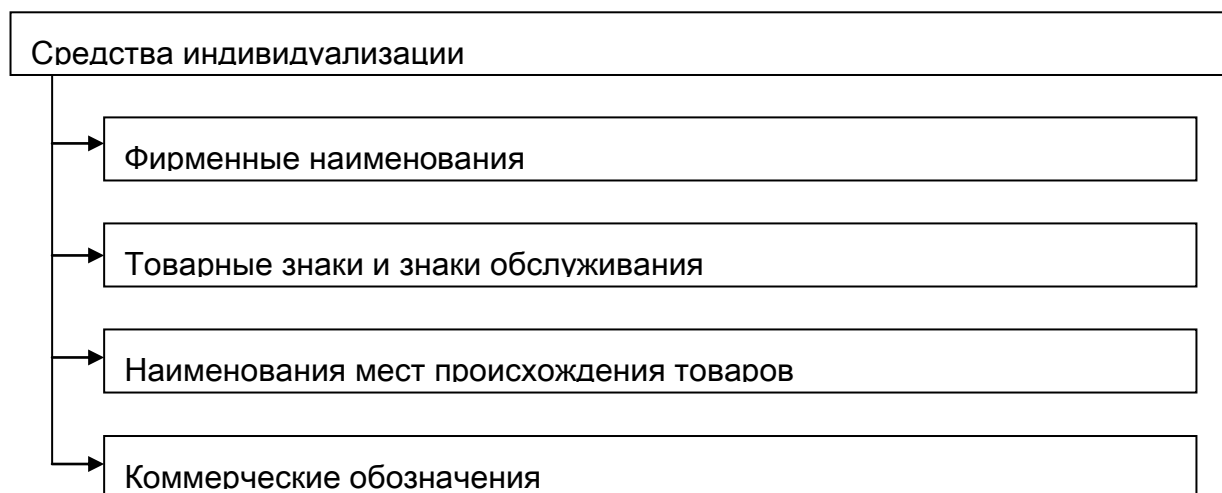 Средства индивидуализации
Фирменные наименования
Товарные знаки и знаки обслуживания
Наименования мест происхождения товаров
Коммерческие обозначения